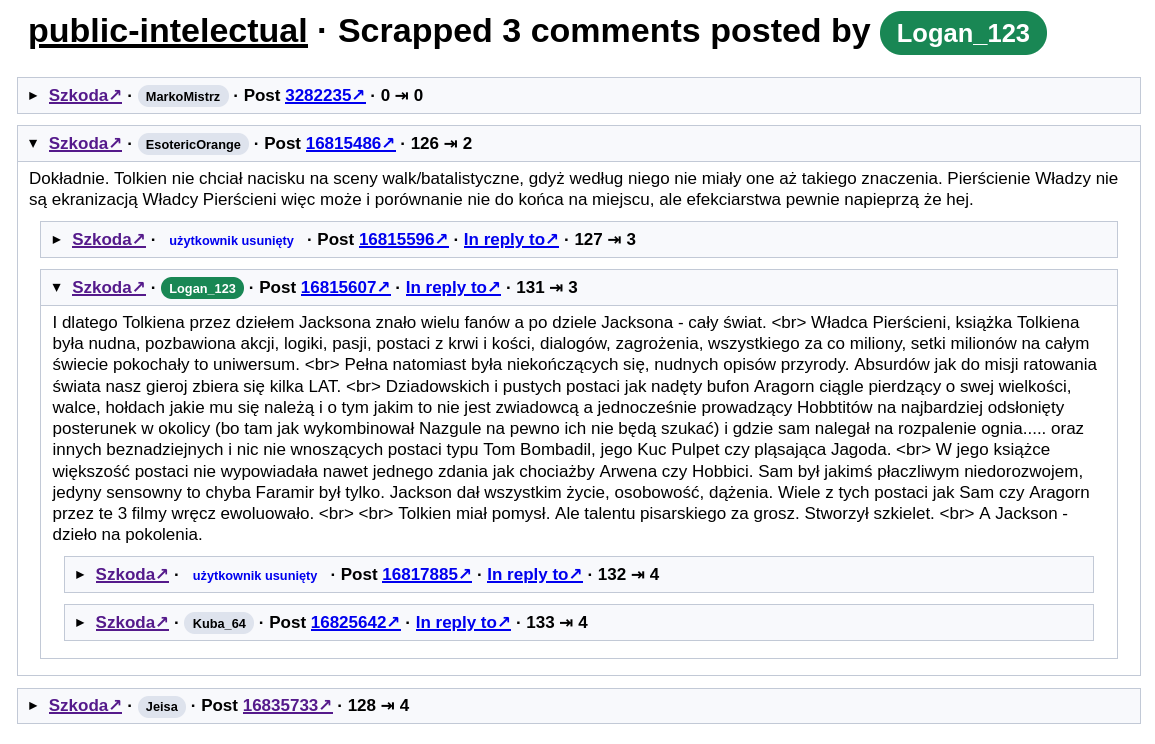 public-intelectual · Scrapped 3 comments posted by Logan_123
► Szkoda↗ · MarkoMistrz · Post 3282235↗ · 0 ⇥ 0
▼ Szkoda↗ · EsotericOrange · Post 16815486↗ · 126 ⇥ 2
Dokładnie. Tolkien nie chciał nacisku na sceny walk/batalistyczne, gdyż według niego nie miały one aż takiego znaczenia. Pierścienie Władzy nie
są ekranizacją Władcy Pierścieni więc może i porównanie nie do końca na miejscu, ale efekciarstwa pewnie napieprzą że hej.
► Szkoda↗ · użytkownik usunięty · Post 16815596↗ · In reply to↗ · 127 ⇥ 3
▼ Szkoda↗ · Logan_123 · Post 16815607↗ · In reply to↗ · 131 ⇥ 3
I dlatego Tolkiena przez dziełem Jacksona znało wielu fanów a po dziele Jacksona - cały świat. <br> Władca Pierścieni, książka Tolkiena
była nudna, pozbawiona akcji, logiki, pasji, postaci z krwi i kości, dialogów, zagrożenia, wszystkiego za co miliony, setki milionów na całym
świecie pokochały to uniwersum. <br> Pełna natomiast była niekończących się, nudnych opisów przyrody. Absurdów jak do misji ratowania
świata nasz gieroj zbiera się kilka LAT. <br> Dziadowskich i pustych postaci jak nadęty bufon Aragorn ciągle pierdzący o swej wielkości,
walce, hołdach jakie mu się należą i o tym jakim to nie jest zwiadowcą a jednocześnie prowadzący Hobbtitów na najbardziej odsłonięty
posterunek w okolicy (bo tam jak wykombinował Nazgule na pewno ich nie będą szukać) i gdzie sam nalegał na rozpalenie ognia..... oraz
innych beznadziejnych i nic nie wnoszących postaci typu Tom Bombadil, jego Kuc Pulpet czy pląsająca Jagoda. <br> W jego książce
większość postaci nie wypowiadała nawet jednego zdania jak chociażby Arwena czy Hobbici. Sam był jakimś płaczliwym niedorozwojem,
jedyny sensowny to chyba Faramir był tylko. Jackson dał wszystkim życie, osobowość, dążenia. Wiele z tych postaci jak Sam czy Aragorn
przez te 3 filmy wręcz ewoluowało. <br> <br> Tolkien miał pomysł. Ale talentu pisarskiego za grosz. Stworzył szkielet. <br> A Jackson -
dzieło na pokolenia.
► Szkoda↗ · użytkownik usunięty · Post 16817885↗ · In reply to↗ · 132 ⇥ 4
► Szkoda↗ · Kuba_64 · Post 16825642↗ · In reply to↗ · 133 ⇥ 4
► Szkoda↗ · Jeisa · Post 16835733↗ · 128 ⇥ 4